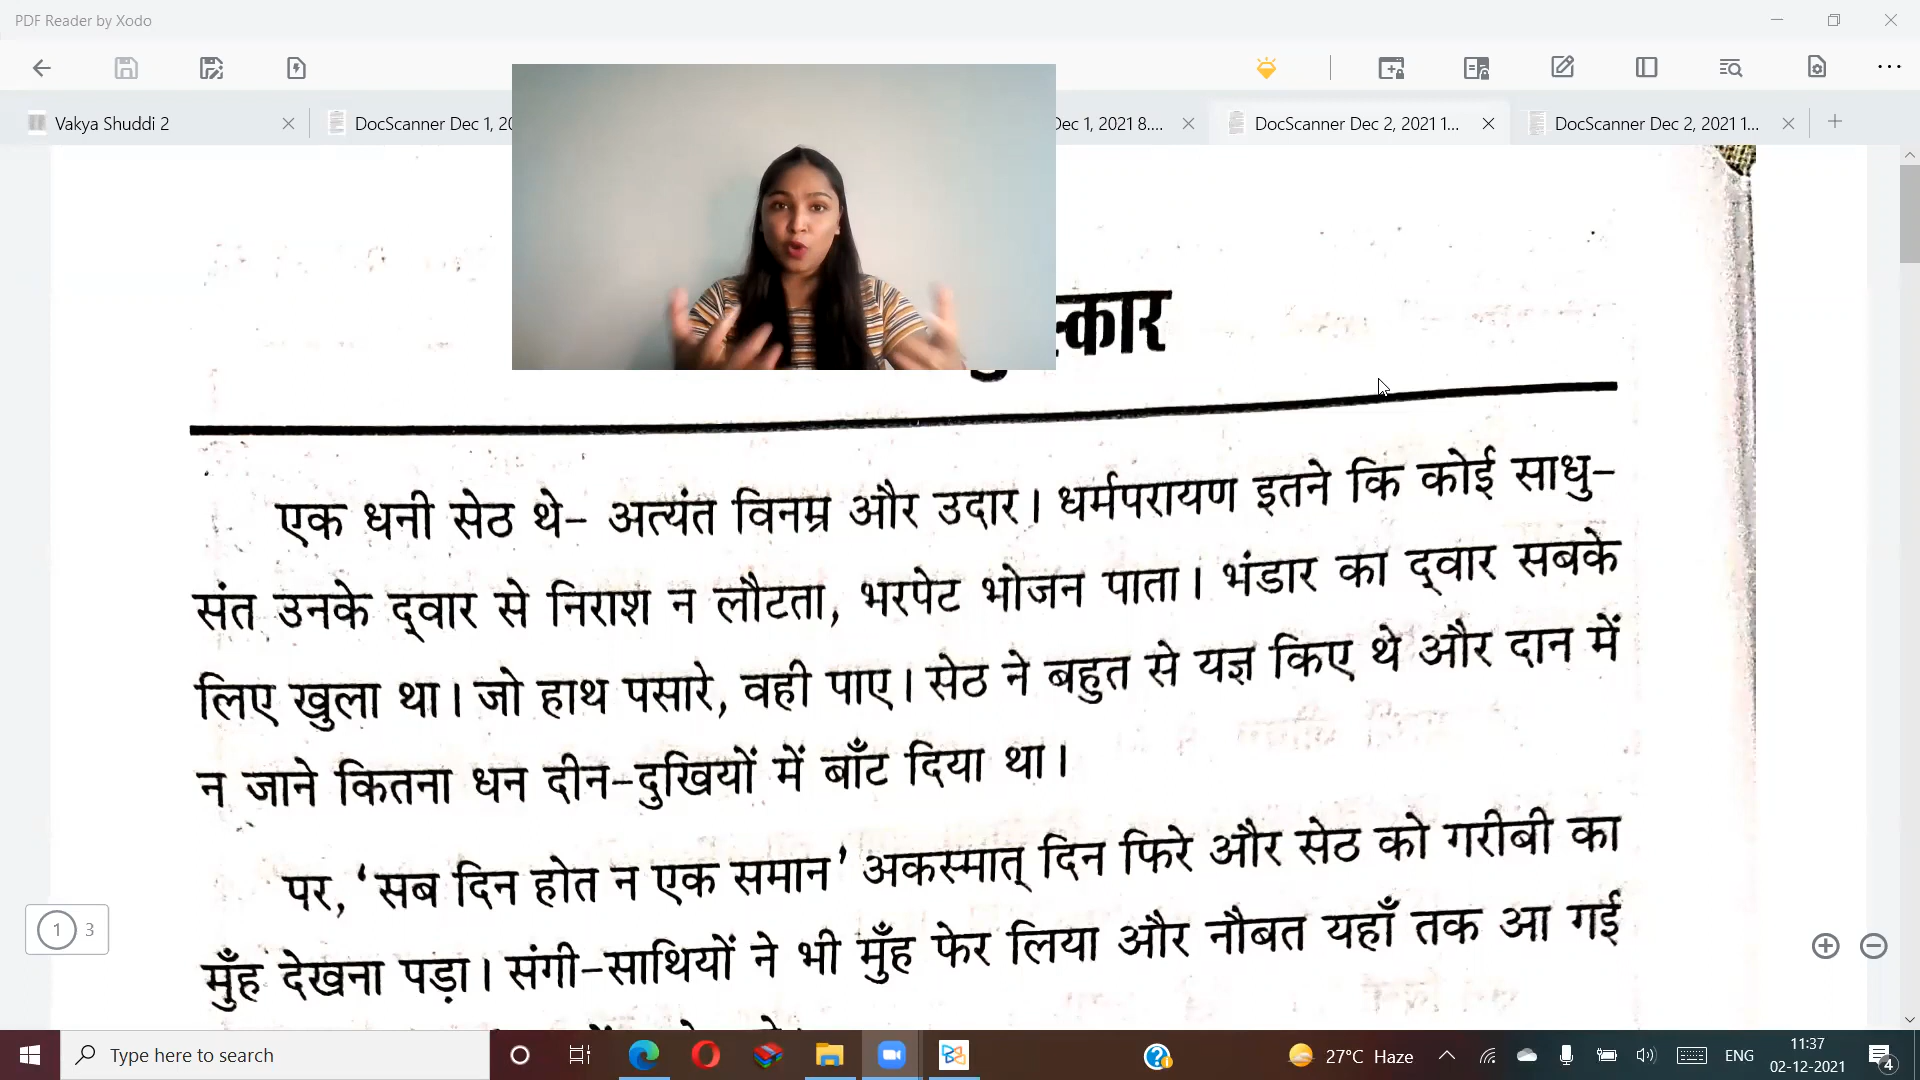 PDF Reader by Xodo
Vakya Shuddi 2
DocScanner Dec 1, 20
Dec 1, 2021 8....
DocScanner Dec 2, 2021 1...
DocScanner Dec 2, 2021 1...
एक धनी सेठ थे– अत्यंत विनम्र और उदार। धर्मपरायण इतने कि कोई साधु–
संत उनके द्‌वार से निराश न लौटता, भरपेट भोजन पाता। भंडार का द्‌वार सबके
लिए खुला था। जो हाथ पसारे, वही पाए। सेठ ने बहुत से यज्ञ किए थे और दान में
न जाने कितना धन दीन–दुखियों में बाँट दिया था।
पर, ‘सब दिन होत न एक समान’ अकस्मात् दिन फिरे और सेठ को गरीबी का
मुँह देखना पड़ा। संगी–साथियों ने भी मुँह फेर लिया और नौबत यहाँ तक आ गई
1 3
Type here to search
27°C Haze
ENG
11:37
02-12-2021
4